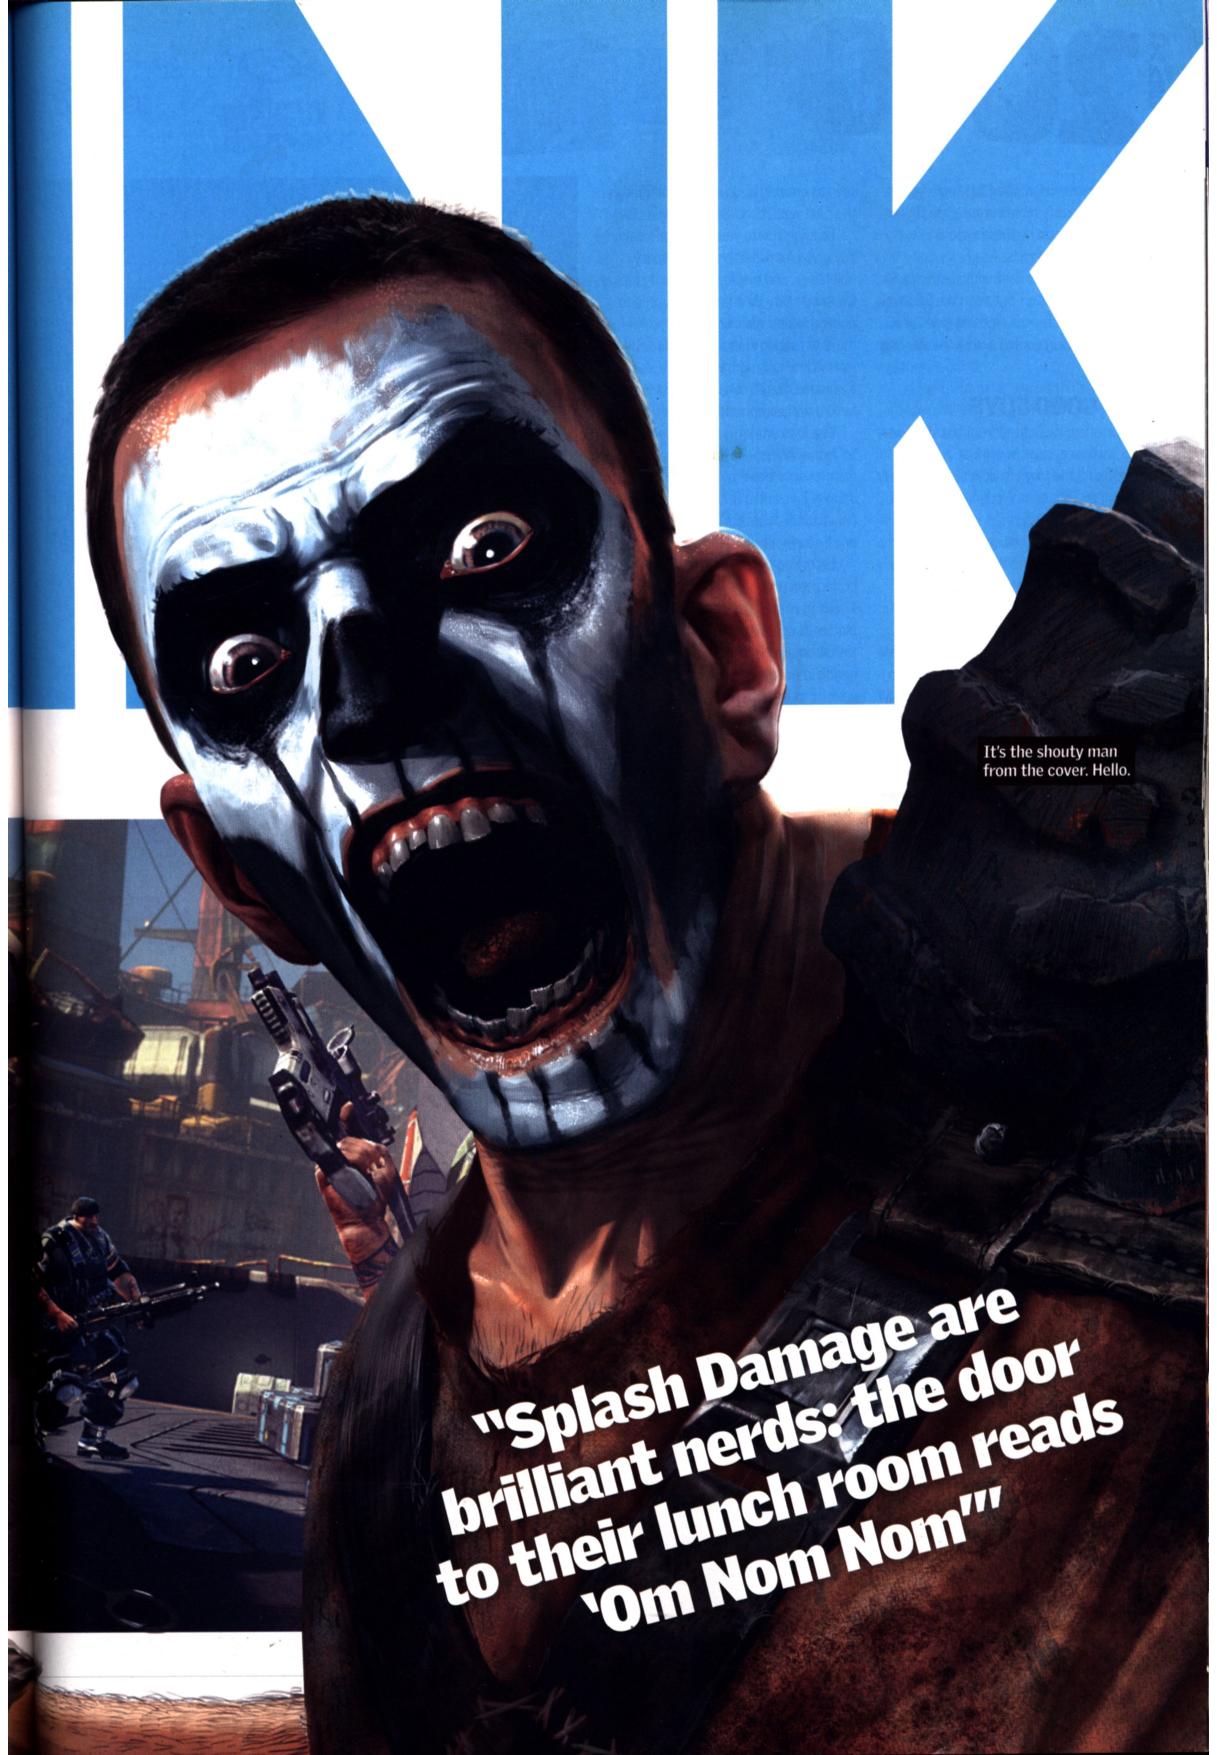 INK
It's the shouty man
from the cover. Hello.
"Splash Damage are
brilliant nerds: the door
to their lunch room reads
'Om Nom Nom'"